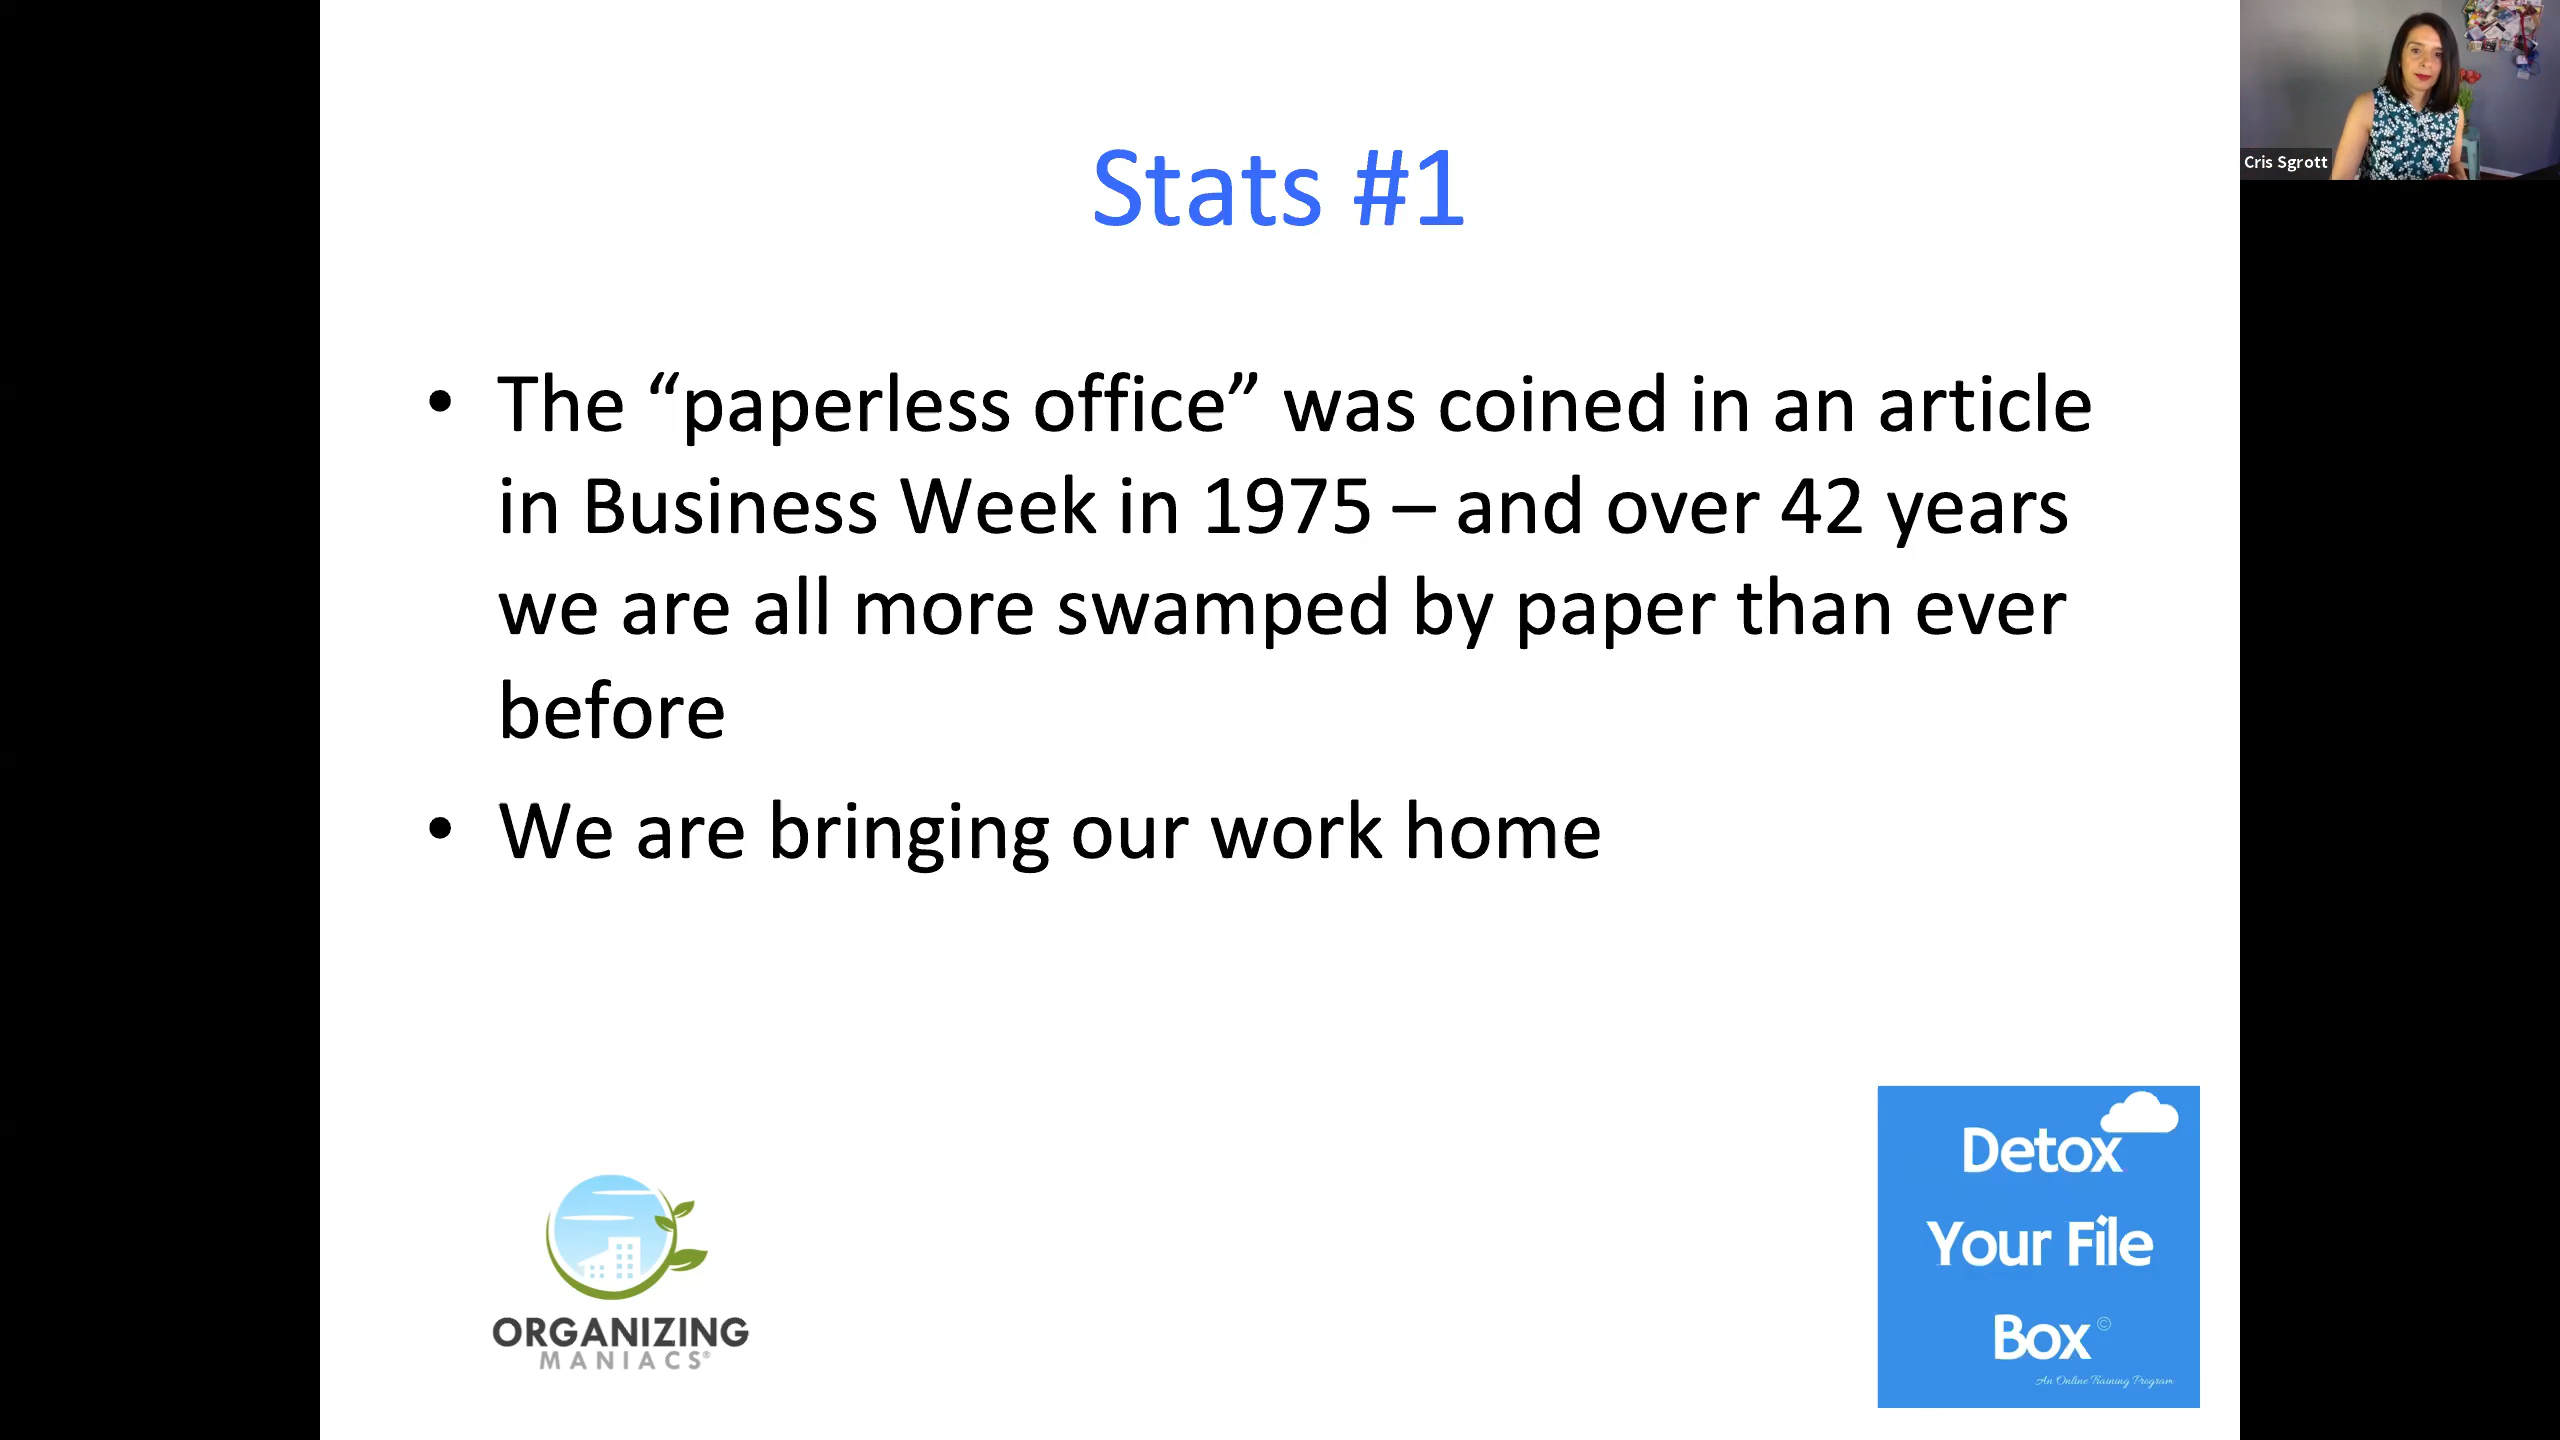 Stats #1
• The “paperless office” was coined in an article
in Business Week in 1975 – and over 42 years
we are all more swamped by paper than ever
before
• We are bringing our work home
Cris Sgrott
ORGANIZING
MANIACS®
Detox
Your File
Box©
An Online Training Program